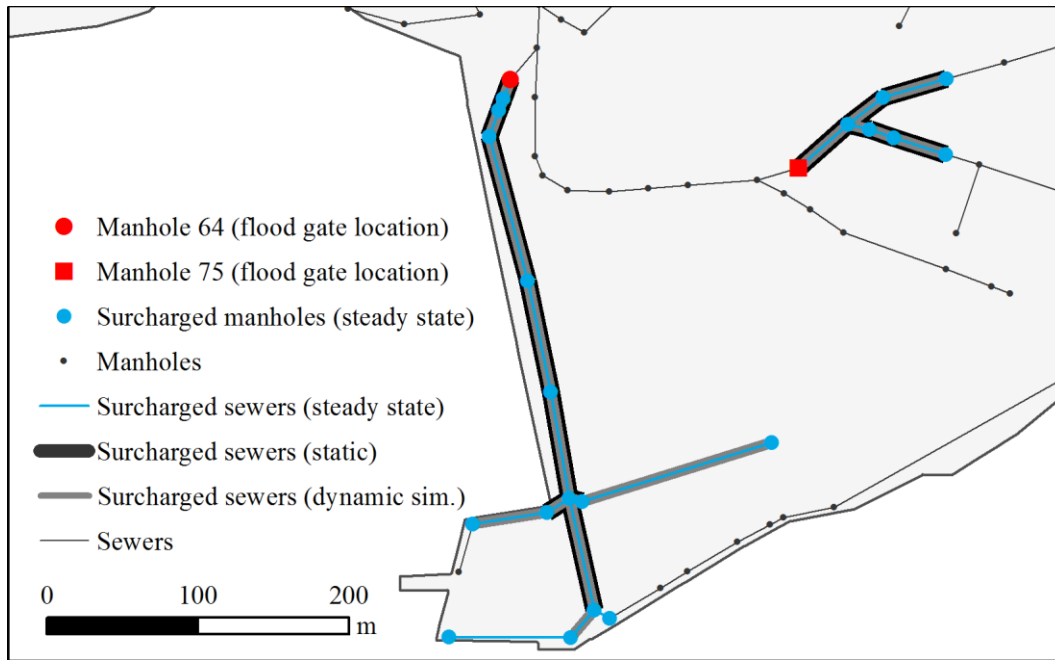 Manhole 64 (flood gate location)
Manhole 75 (flood gate location)
Surcharged manholes (steady state)
Manholes
Surcharged sewers (steady state)
Surcharged sewers (static)
Surcharged sewers (dynamic sim.)
Sewers
0 100 200
m